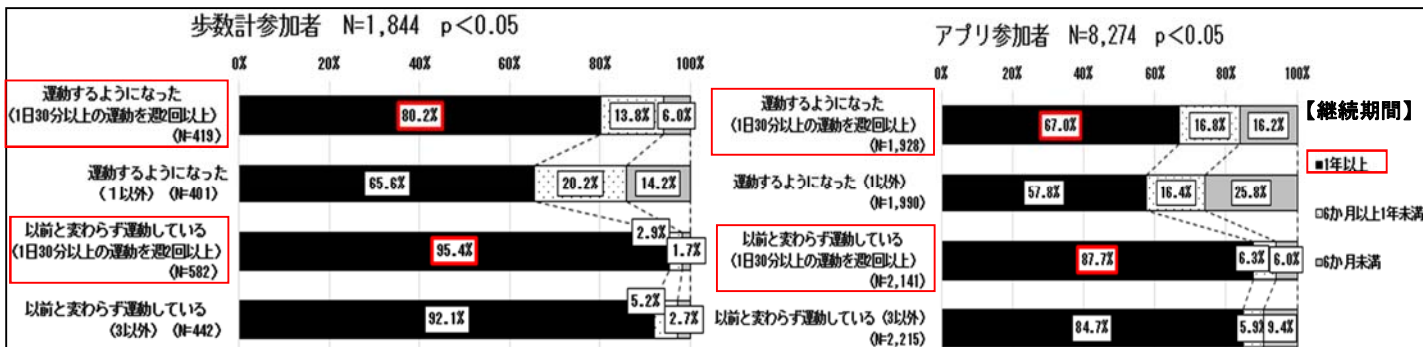 歩数計参加者 N=1,844 p<0.05
0% 20% 40% 60% 80% 100%
運動するようになった
(1日30分以上の運動を週2回以上)
(N=419)
80.2% 13.8% 6.0%
運動するようになった
(1以外) (N=401)
65.6% 20.2% 14.2%
以前と変わらず運動している
(1日30分以上の運動を週2回以上)
(N=582)
95.4% 2.9% 1.7%
以前と変わらず運動している
(3以外) (N=442)
92.1% 5.2% 2.7%
アプリ参加者 N=8,274 p<0.05
0% 20% 40% 60% 80% 100%
運動するようになった
(1日30分以上の運動を週2回以上)
(N=1,928)
67.0% 16.8% 16.2%
運動するようになった (1以外)
(N=1,990)
57.8% 16.4% 25.8%
以前と変わらず運動している
(1日30分以上の運動を週2回以上)
(N=2,141)
87.7% 6.3% 6.0%
以前と変わらず運動している (3以外)
(N=2,215)
84.7% 5.9% 9.4%
【継続期間】
■1年以上
□6か月以上1年未満
□6か月未満